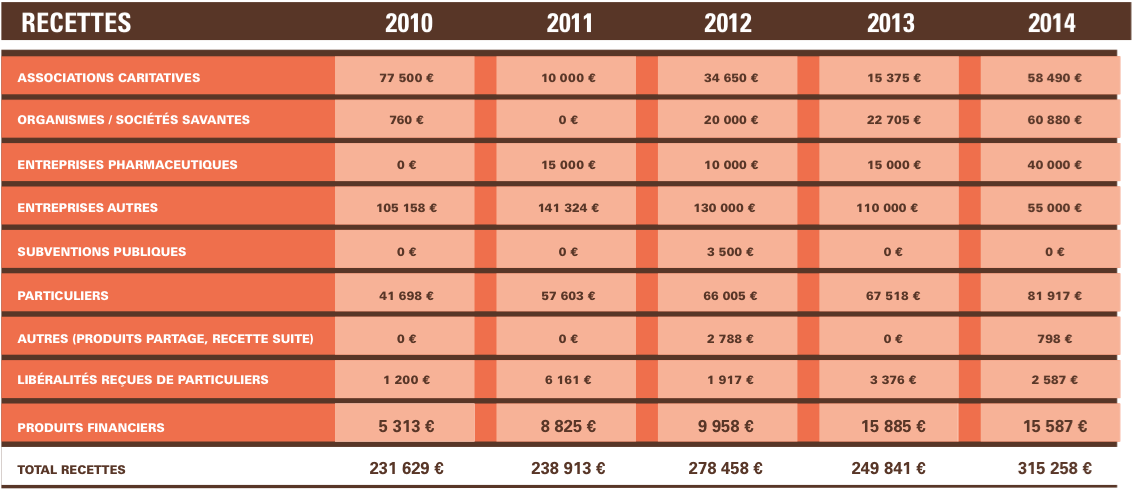 RECETTES 2010 2011 2012 2013 2014
ASSOCIATIONS CARITATIVES 77 500 € 10 000 € 34 650 € 15 375 € 58 490 €
ORGANISMES / SOCIÉTÉS SAVANTES 760 € 0 € 20 000 € 22 705 € 60 880 €
ENTREPRISES PHARMACEUTIQUES 0 € 15 000 € 10 000 € 15 000 € 40 000 €
ENTREPRISES AUTRES 105 158 € 141 324 € 130 000 € 110 000 € 55 000 €
SUBVENTIONS PUBLIQUES 0 € 0 € 3 500 € 0 € 0 €
PARTICULIERS 41 698 € 57 603 € 66 005 € 67 518 € 81 917 €
AUTRES (PRODUITS PARTAGE, RECETTE SUITE) 0 € 0 € 2 788 € 0 € 798 €
LIBÉRALITÉS REÇUES DE PARTICULIERS 1 200 € 6 161 € 1 917 € 3 376 € 2 587 €
PRODUITS FINANCIERS 5 313 € 8 825 € 9 958 € 15 885 € 15 587 €
TOTAL RECETTES 231 629 € 238 913 € 278 458 € 249 841 € 315 258 €